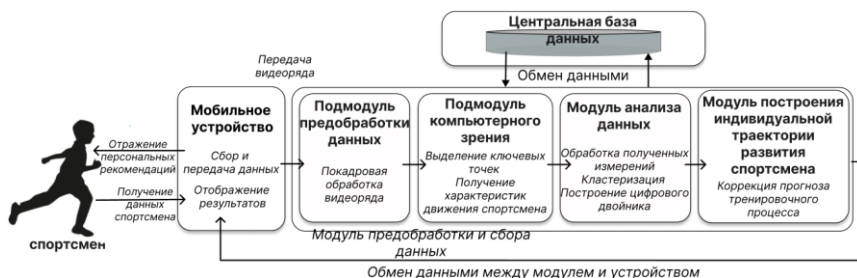 Центральная база
данных
Передача
видеоряда
Обмен данными
Мобильное
устройство
Сбор и
передача данных
Отображение
результатов
Подмодуль
предобработки
данных
Покадровая
обработка
видеоряда
Подмодуль
компьютерного
зрения
Выделение ключевых
точек
Получение
характеристик
движения спортсмена
Модуль анализа
данных
Обработка полученных
измерений
Кластеризация
Построение цифрового
двойника
Модуль построения
индивидуальной
траектории
развития
спортсмена
Коррекция прогноза
тренировочного
процесса
Отражение
персональных
рекомендаций
Получение
данных
спортсмена
спортсмен
Модуль предобработки и сбора
данных
Обмен данными между модулем и устройством